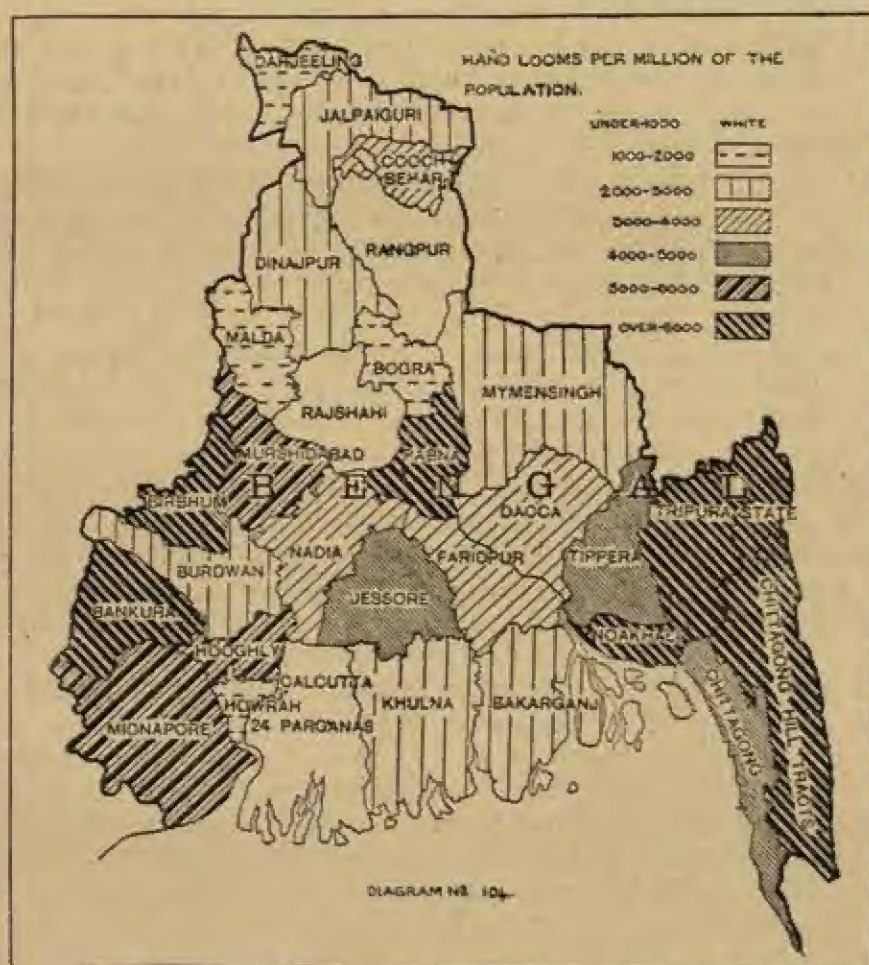 HAND LOOMS PER MILLION OF THE
POPULATION.
UNDER-1000 WHITE
1000-2000
2000-3000
3000-4000
4000-5000
5000-6000
OVER-6000
DARJEELING
JALPAIGURI
COOCH
BEHAR
RANGPUR
DINAJPUR
MALDA
BOGRA
RAJSHAHI
MYMENSINGH
MURSHIDABAD
PABNA
BENGAL
BIRBHUM
DACCA
TRIPURA STATE
NADIA
FARIDPUR
TIPPERA
BURDWAN
JESSORE
BANKURA
NOAKHALI
HOOGHLY
CALCUTTA
HOWRAH
24 PARGANAS
KHULNA
BAKARGANJ
MIDNAPORE
CHITTAGONG
CHITTAGONG HILL TRACTS
DIAGRAM NO. 104